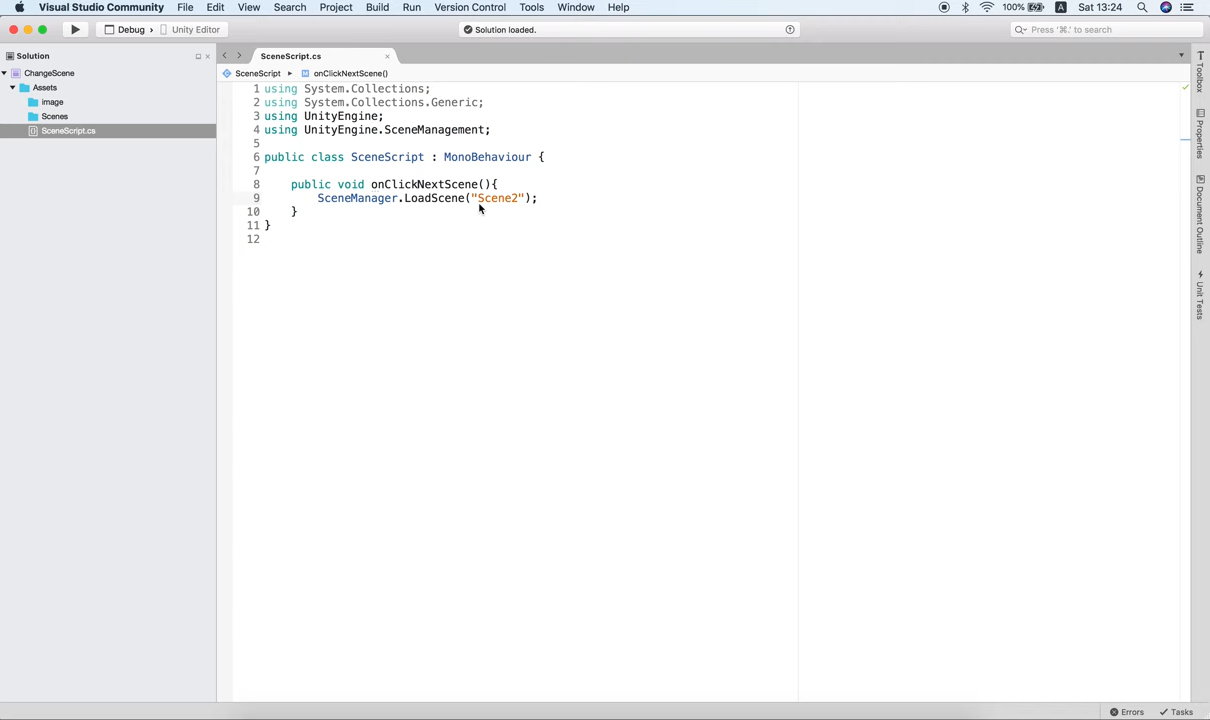 Visual Studio Community File Edit View Search Project Build Run Version Control Tools Window Help 100% A Sat 13:24
Debug › Unity Editor Solution loaded. Press '⌘.' to search
Solution SceneScript.cs
ChangeScene SceneScript ▸ M onClickNextScene()
Assets
image
Scenes
SceneScript.cs
1 using System.Collections;
2 using System.Collections.Generic;
3 using UnityEngine;
4 using UnityEngine.SceneManagement;
5
6 public class SceneScript : MonoBehaviour {
7
8 public void onClickNextScene(){
9 SceneManager.LoadScene("Scene2");
10 }
11 }
12
Toolbox
Properties
Document Outline
Unit Tests
Errors Tasks